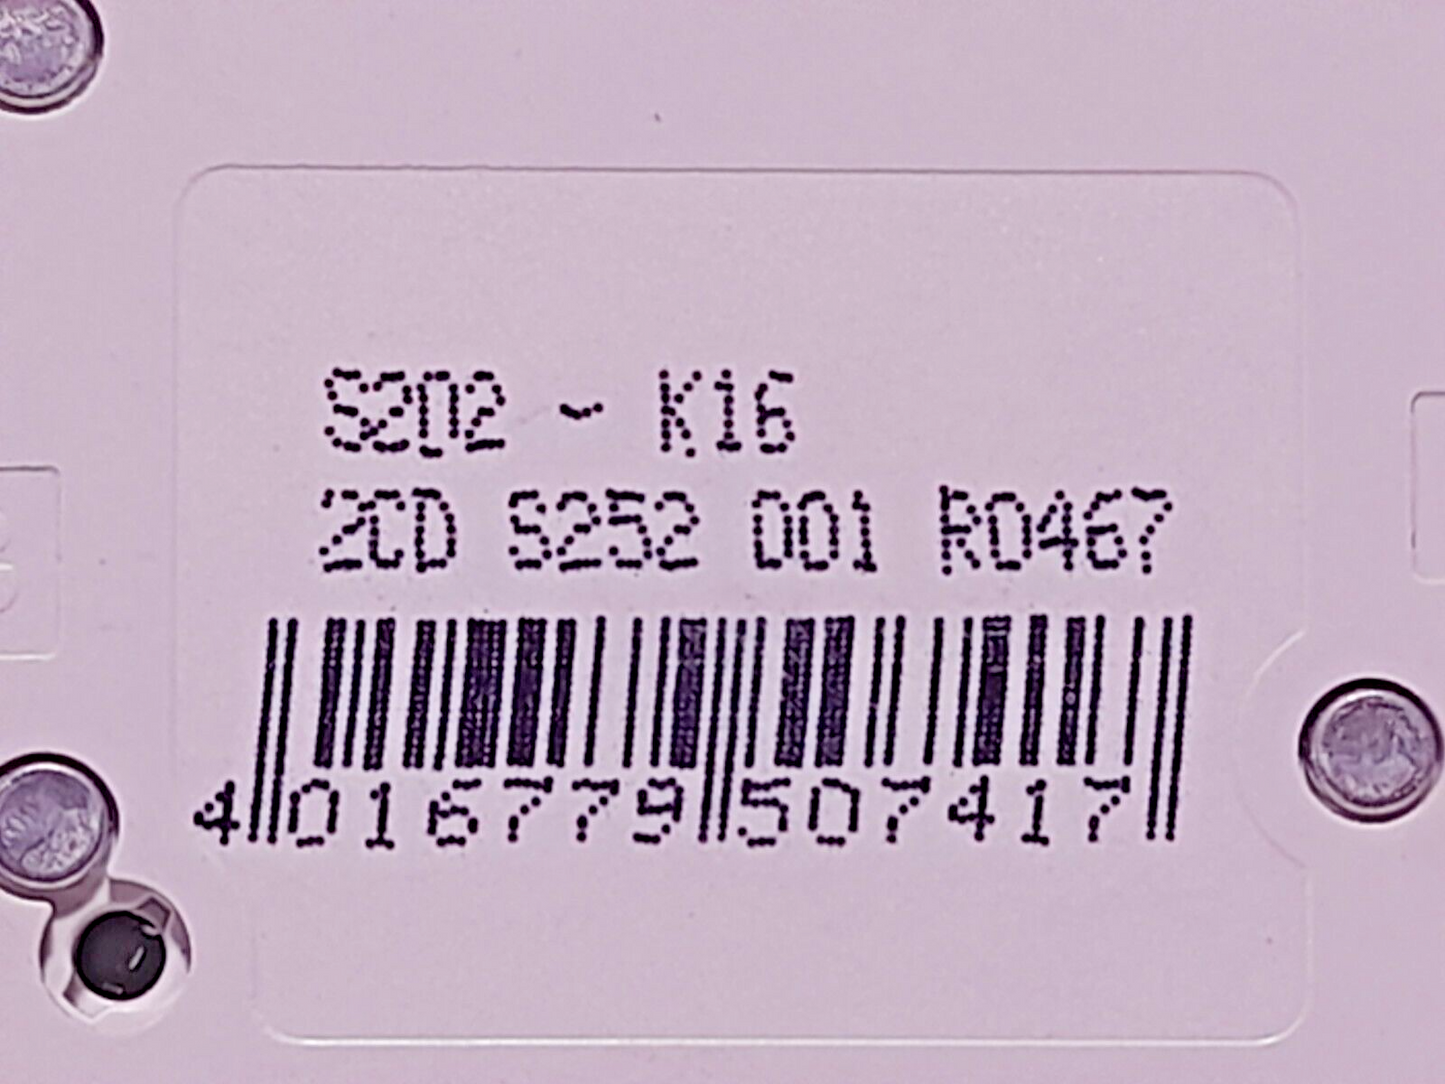 S202 - K16
2CD S252 001 R0467
4 016779 507417